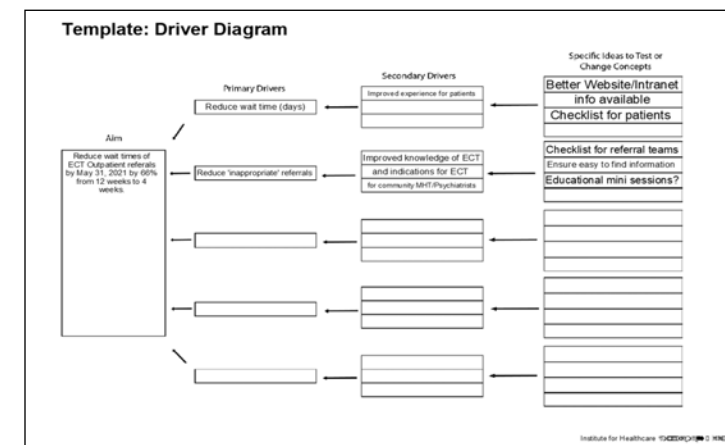 Template: Driver Diagram
Specific Ideas to Test or
Change Concepts
Secondary Drivers
Primary Drivers
Aim
Reduce wait times of
ECT Outpatient referals
by May 31, 2021 by 66%
from 12 weeks to 4
weeks.
Reduce wait time (days)
Improved experience for patients
Better Website/Intranet
info available
Checklist for patients
Reduce 'inappropriate' referrals
Improved knowledge of ECT
and indications for ECT
for community MHT/Psychiatrists
Checklist for referral teams
Ensure easy to find information
Educational mini sessions?
Institute for Healthcare